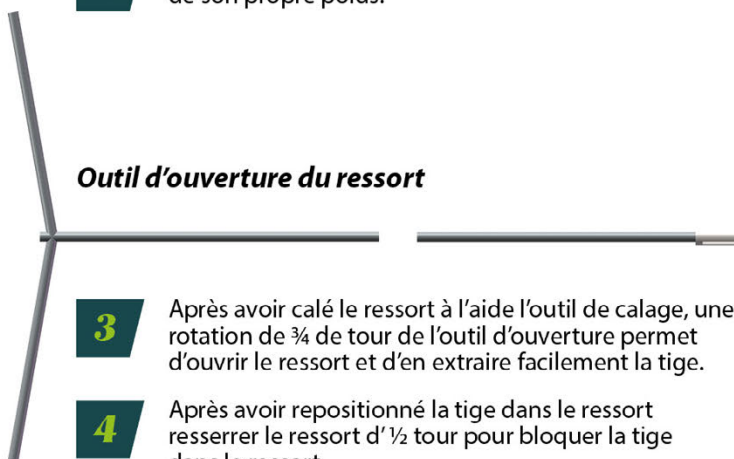 de son propre poids.
Outil d’ouverture du ressort
3
Après avoir calé le ressort à l’aide l’outil de calage, une
rotation de ¾ de tour de l’outil d’ouverture permet
d’ouvrir le ressort et d’en extraire facilement la tige.
4
Après avoir repositionné la tige dans le ressort
resserrer le ressort d’ ½ tour pour bloquer la tige
dans le ressort